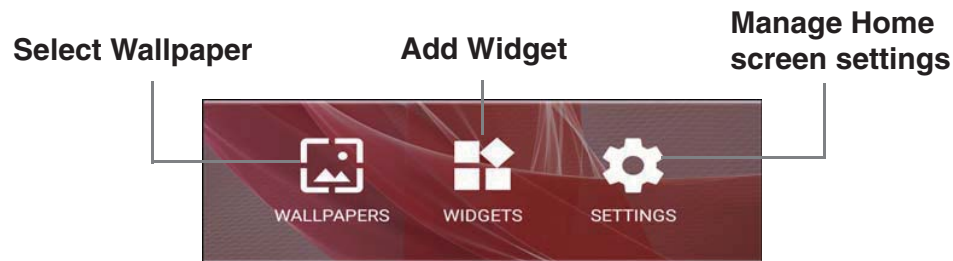 Select Wallpaper
Add Widget
Manage Home
screen settings
WALLPAPERS
WIDGETS
SETTINGS